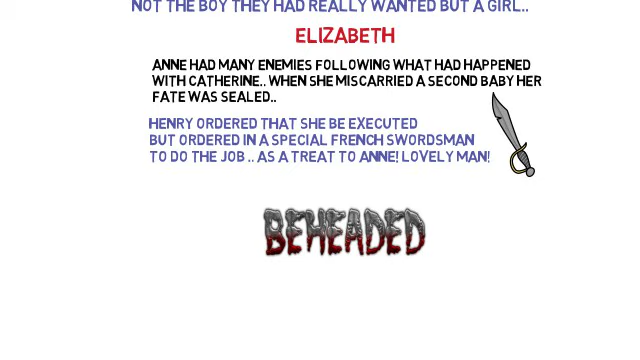 NOT THE BOY THEY HAD REALLY WANTED BUT A GIRL..
ELIZABETH
ANNE HAD MANY ENEMIES FOLLOWING WHAT HAD HAPPENED
WITH CATHERINE.. WHEN SHE MISCARRIED A SECOND BABY HER
FATE WAS SEALED..
HENRY ORDERED THAT SHE BE EXECUTED
BUT ORDERED IN A SPECIAL FRENCH SWORDSMAN
TO DO THE JOB .. AS A TREAT TO ANNE! LOVELY MAN!
BEHEADED